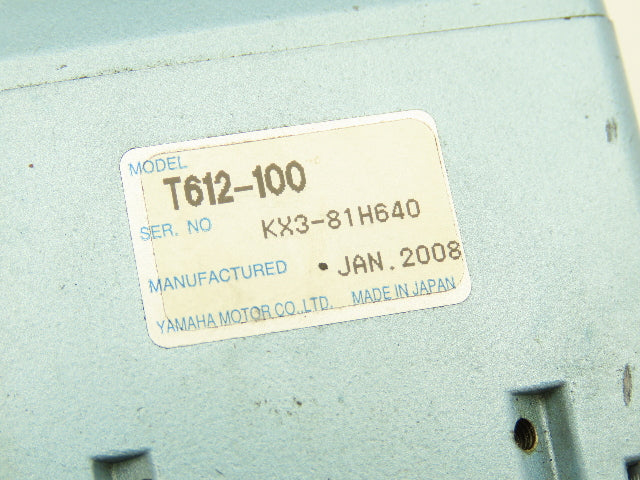 MODEL
T612-100
SER. NO KX3-81H640
MANUFACTURED • JAN.2008
YAMAHA MOTOR CO.,LTD. MADE IN JAPAN